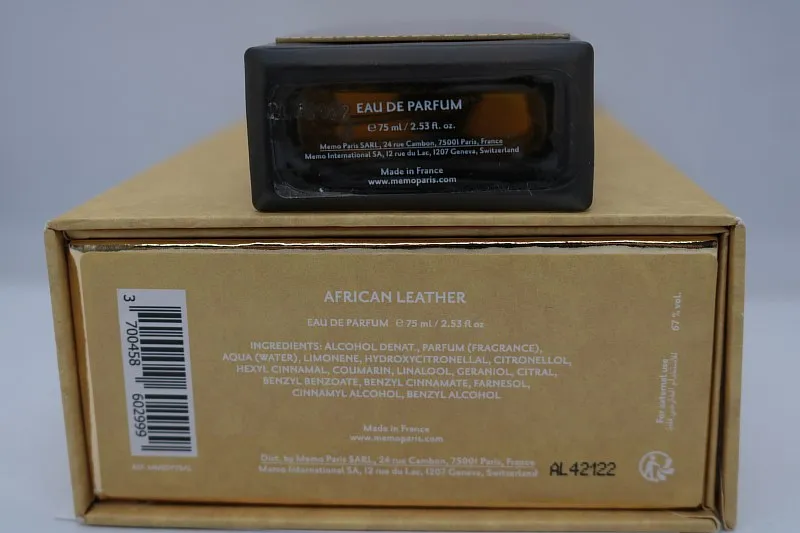 EAU DE PARFUM
℮ 75 ml / 2.53 fl. oz.
Memo Paris SARL, 24 rue Cambon, 75001 Paris, France
Memo International SA, 12 rue du Lac, 1207 Geneva, Switzerland
Made in France
www.memoparis.com
AFRICAN LEATHER
EAU DE PARFUM ℮ 75 ml / 2.53 fl oz
INGREDIENTS: ALCOHOL DENAT., PARFUM (FRAGRANCE),
AQUA (WATER), LIMONENE, HYDROXYCITRONELLAL, CITRONELLOL,
HEXYL CINNAMAL, COUMARIN, LINALOOL, GERANIOL, CITRAL,
BENZYL BENZOATE, BENZYL CINNAMATE, FARNESOL,
CINNAMYL ALCOHOL, BENZYL ALCOHOL
Made in France
www.memoparis.com
Dist. by Memo Paris SARL, 24 rue Cambon, 75001 Paris, France
Memo International SA, 12 rue du Lac, 1207 Geneva, Switzerland
AL42122
3 700458 602999
67 % vol.
For external use
للاستخدام الخارجي فقط